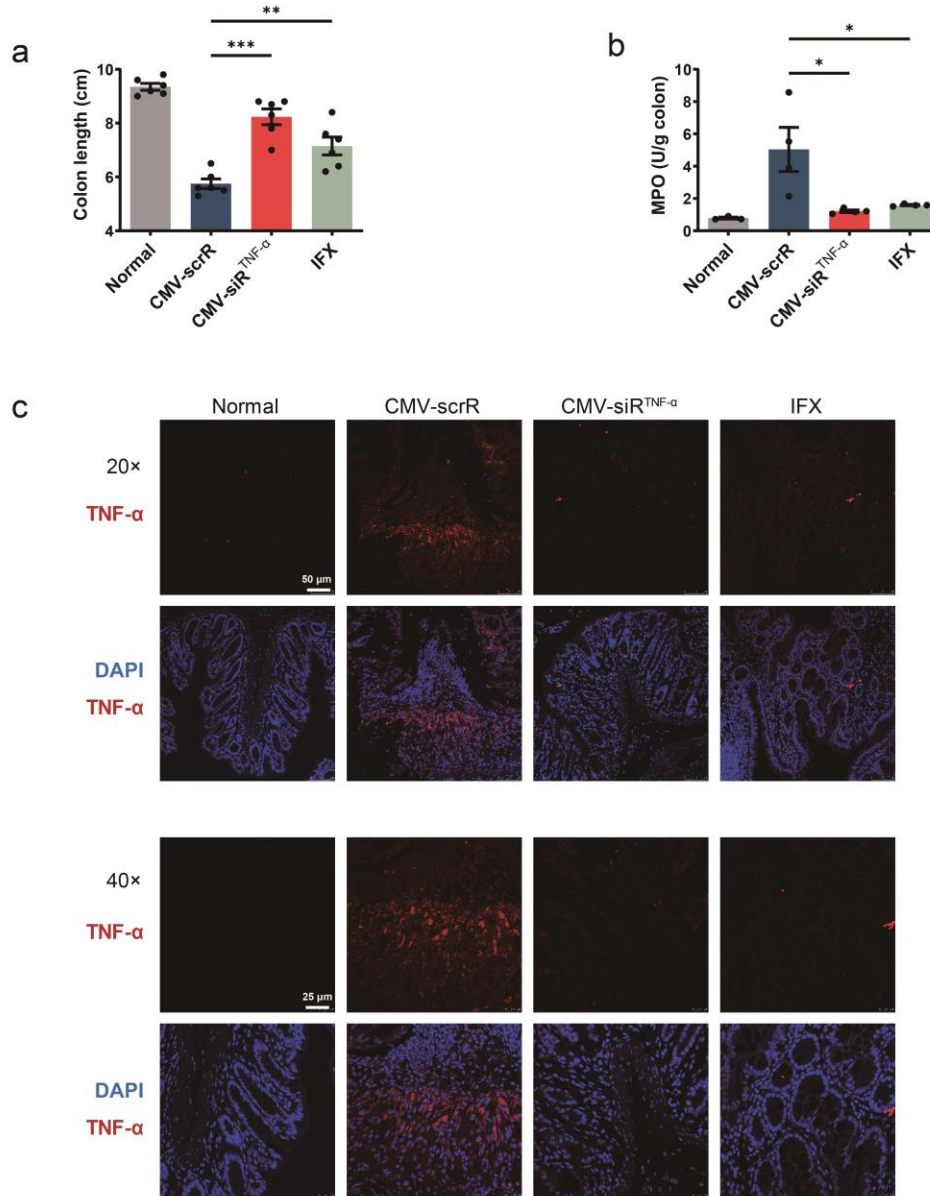 a
Colon length (cm)
10
8
6
4
***
**
Normal
CMV-scrR
CMV-siR^TNF-α
IFX
b
MPO (U/g colon)
10
8
6
4
2
0
*
*
Normal
CMV-scrR
CMV-siR^TNF-α
IFX
c
Normal CMV-scrR CMV-siR^TNF-α IFX
20×
TNF-α
50 μm
DAPI
TNF-α
40×
TNF-α
25 μm
DAPI
TNF-α